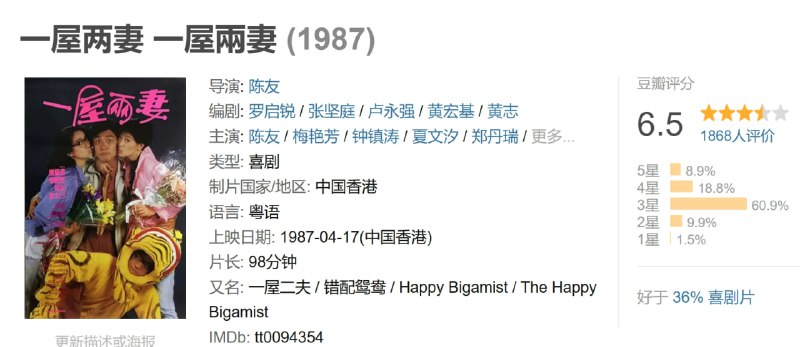 一屋两妻 一屋兩妻 (1987)
一屋兩妻
导演: 陈友
编剧: 罗启锐 / 张坚庭 / 卢永强 / 黄宏基 / 黄志
主演: 陈友 / 梅艳芳 / 钟镇涛 / 夏文汐 / 郑丹瑞 / 更多...
类型: 喜剧
制片国家/地区: 中国香港
语言: 粤语
上映日期: 1987-04-17(中国香港)
片长: 98分钟
又名: 一屋二夫 / 错配鸳鸯 / Happy Bigamist / The Happy
Bigamist
IMDb: tt0094354
更新描述或海报
豆瓣评分
6.5
1868人评价
5星 8.9%
4星 18.8%
3星 60.9%
2星 9.9%
1星 1.5%
好于 36% 喜剧片